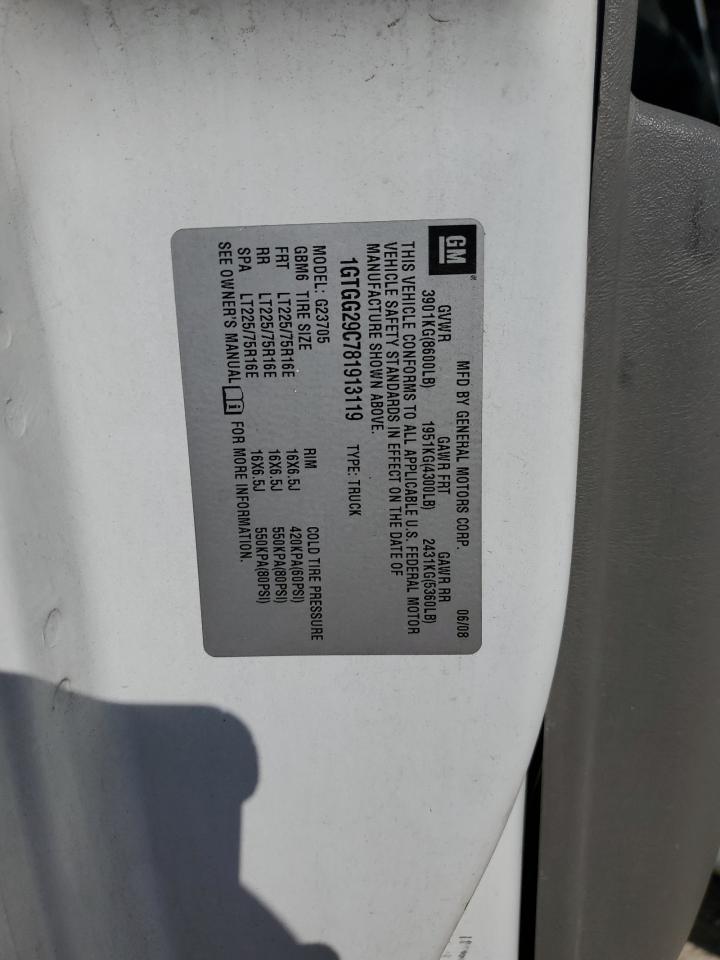 GM
MFD BY GENERAL MOTORS CORP. 06/08
GVWR GAWR FRT GAWR RR
3901KG(8600LB) 1951KG(4300LB) 2431KG(5360LB)
THIS VEHICLE CONFORMS TO ALL APPLICABLE U.S. FEDERAL MOTOR
VEHICLE SAFETY STANDARDS IN EFFECT ON THE DATE OF
MANUFACTURE SHOWN ABOVE.
1GTGG29C781913119 TYPE: TRUCK
MODEL: G23705
GBM6 TIRE SIZE RIM COLD TIRE PRESSURE
FRT LT225/75R16E 16X6.5J 420KPA(60PSI)
RR LT225/75R16E 16X6.5J 550KPA(80PSI)
SPA LT225/75R16E 16X6.5J 550KPA(80PSI)
SEE OWNER'S MANUAL i FOR MORE INFORMATION.